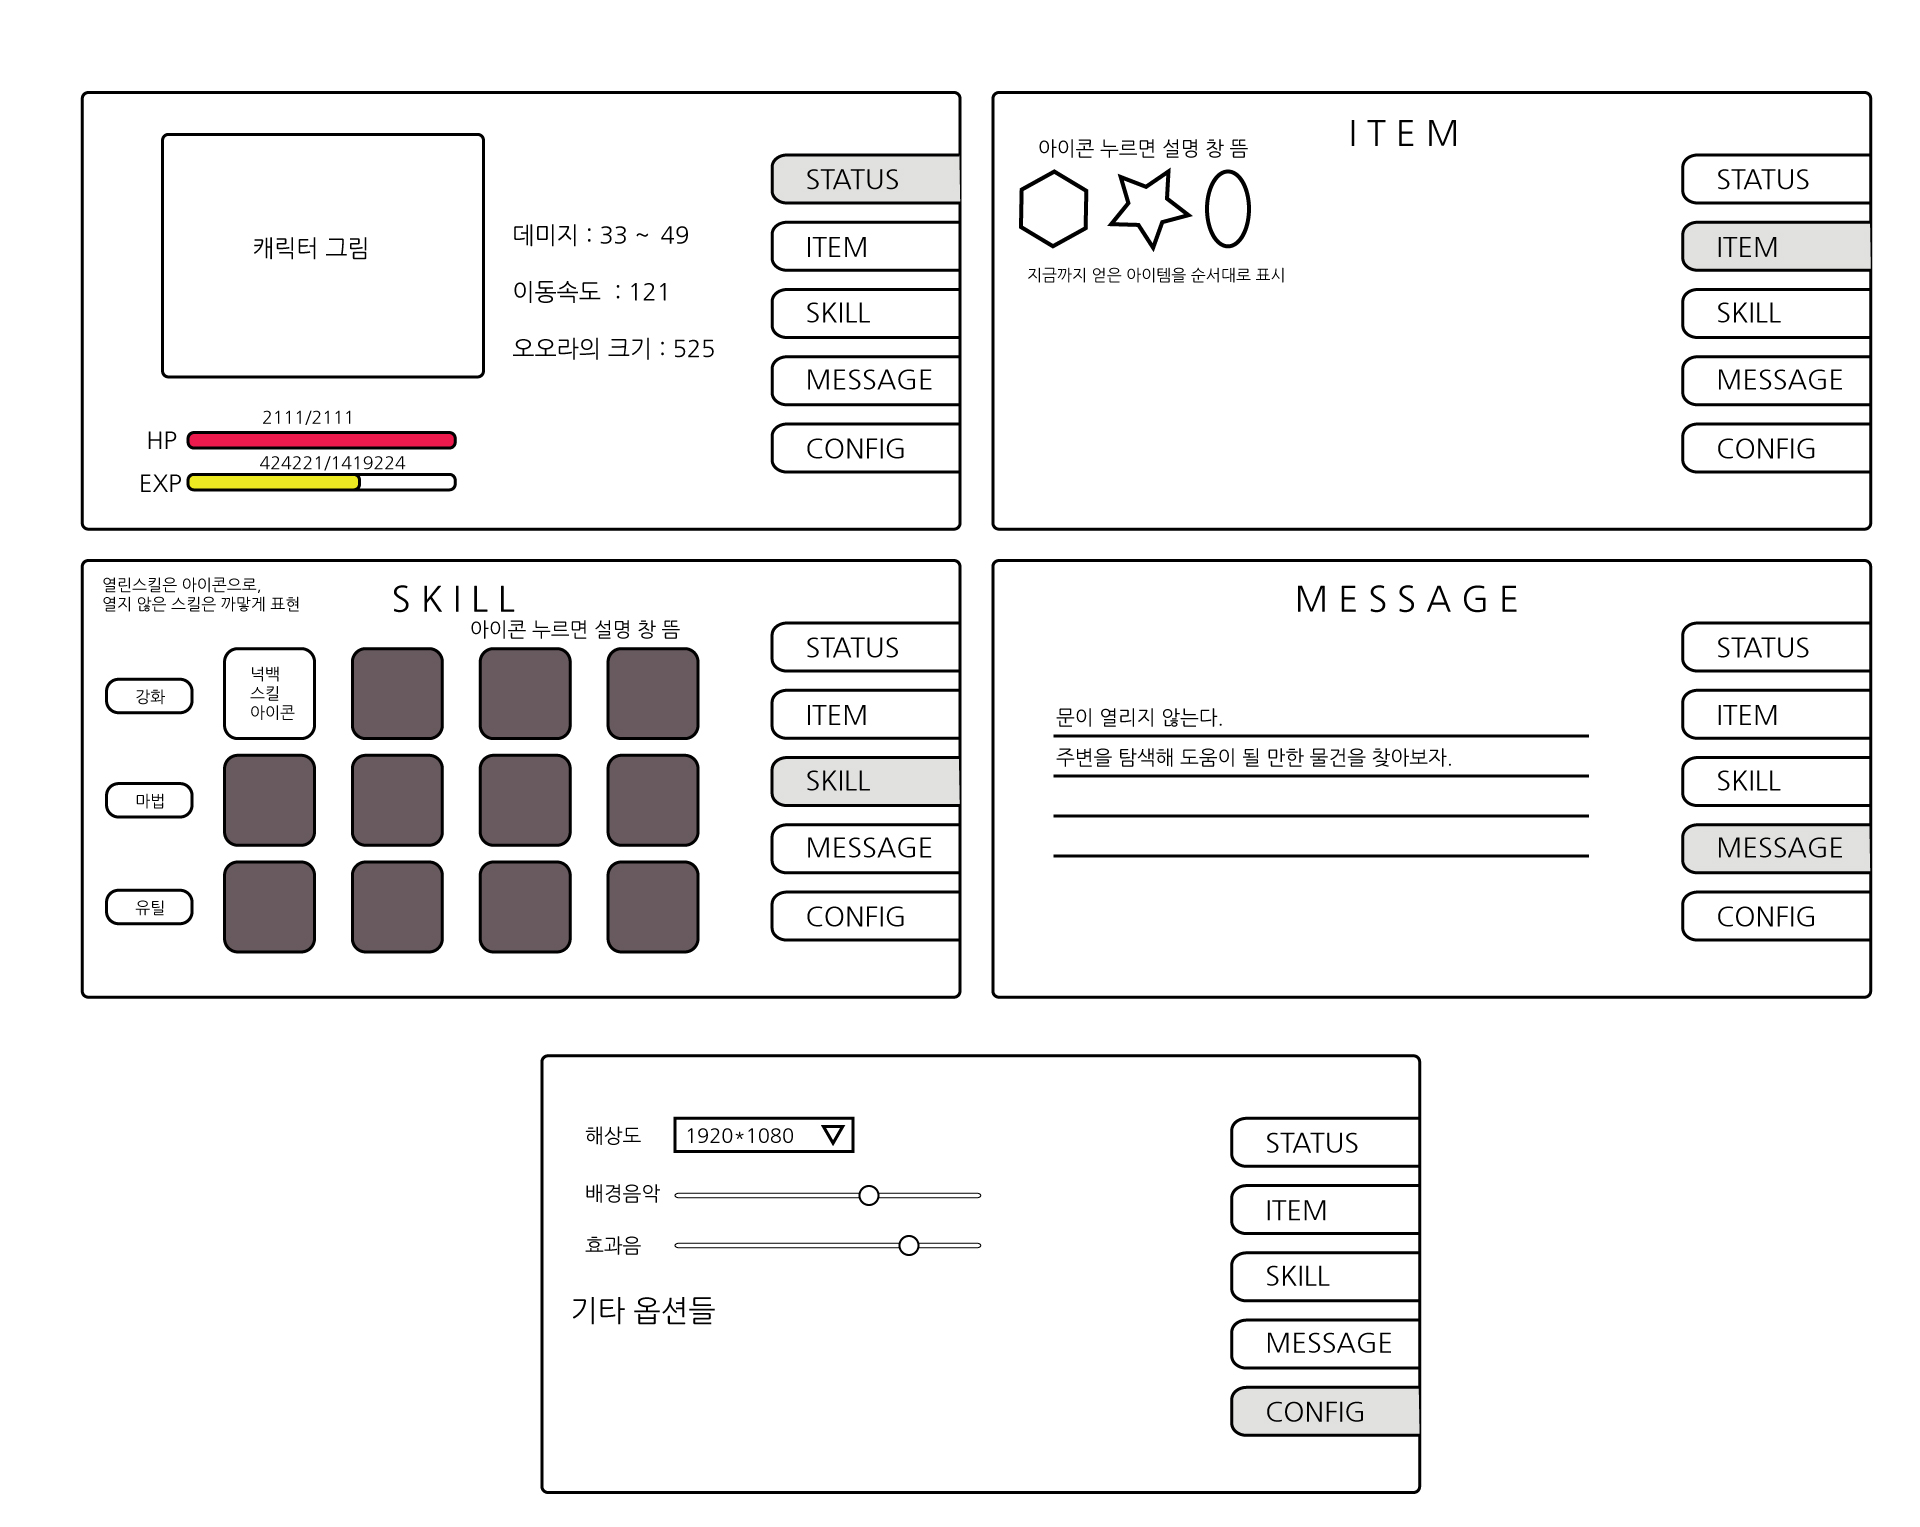 캐릭터 그림
데미지 : 33 ~ 49
이동속도 : 121
오오라의 크기 : 525
2111/2111
HP
424221/1419224
EXP
STATUS
ITEM
SKILL
MESSAGE
CONFIG
ITEM
아이콘 누르면 설명 창 뜸
지금까지 얻은 아이템을 순서대로 표시
STATUS
ITEM
SKILL
MESSAGE
CONFIG
열린스킬은 아이콘으로,
열지 않은 스킬은 까맣게 표현
SKILL
아이콘 누르면 설명 창 뜸
강화
넉백
스킬
아이콘
마법
유틸
STATUS
ITEM
SKILL
MESSAGE
CONFIG
MESSAGE
문이 열리지 않는다.
주변을 탐색해 도움이 될 만한 물건을 찾아보자.
STATUS
ITEM
SKILL
MESSAGE
CONFIG
해상도 1920*1080
배경음악
효과음
기타 옵션들
STATUS
ITEM
SKILL
MESSAGE
CONFIG